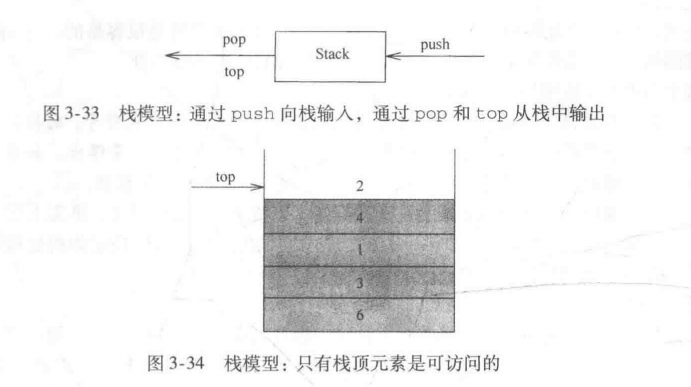 pop
Stack
push
top
图 3-33 栈模型：通过 push 向栈输入，通过 pop 和 top 从栈中输出
top
2
4
1
3
6
图 3-34 栈模型：只有栈顶元素是可访问的